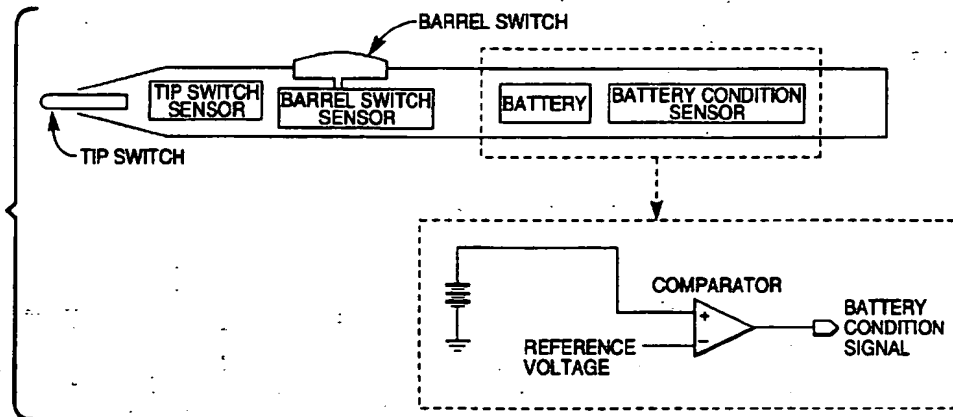 BARREL SWITCH
TIP SWITCH
SENSOR
BARREL SWITCH
SENSOR
BATTERY
BATTERY CONDITION
SENSOR
TIP SWITCH
COMPARATOR
+
−
REFERENCE
VOLTAGE
BATTERY
CONDITION
SIGNAL